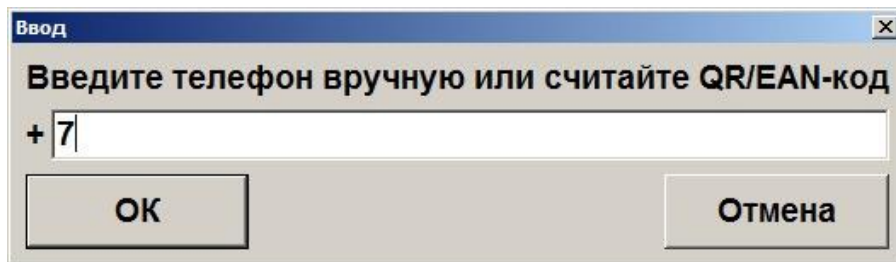 Ввод
Введите телефон вручную или считайте QR/EAN-код
+ 7
ОК Отмена